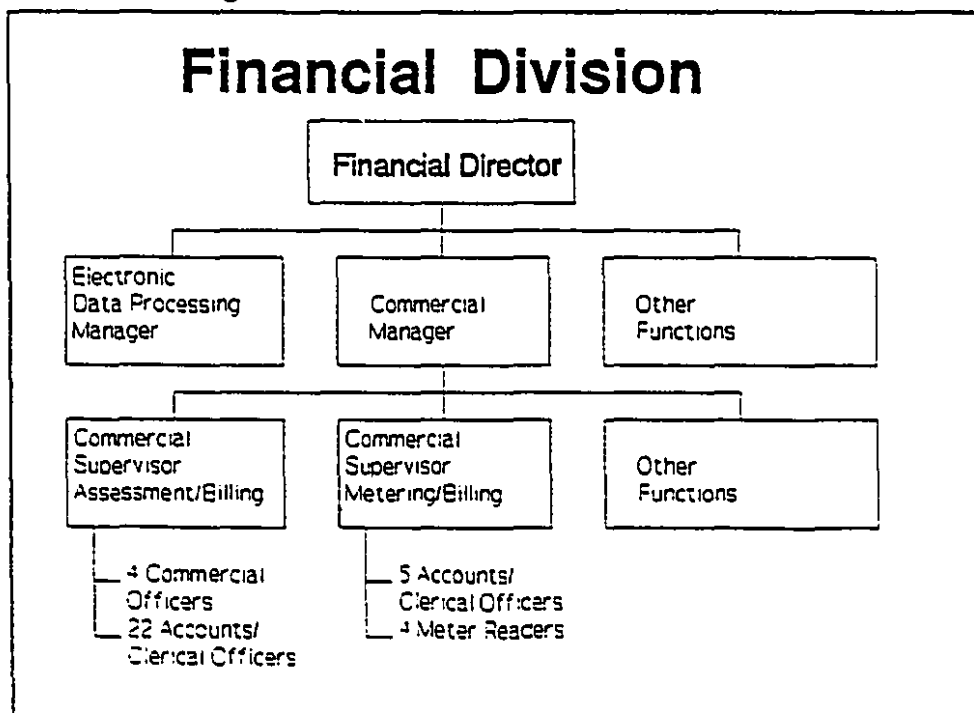 Financial Division
Financial Director
Electronic
Data Processing
Manager
Commercial
Manager
Other
Functions
Commercial
Supervisor
Assessment/Billing
Commercial
Supervisor
Metering/Billing
Other
Functions
4 Commercial
Officers
22 Accounts/
Clerical Officers
5 Accounts/
Clerical Officers
4 Meter Readers